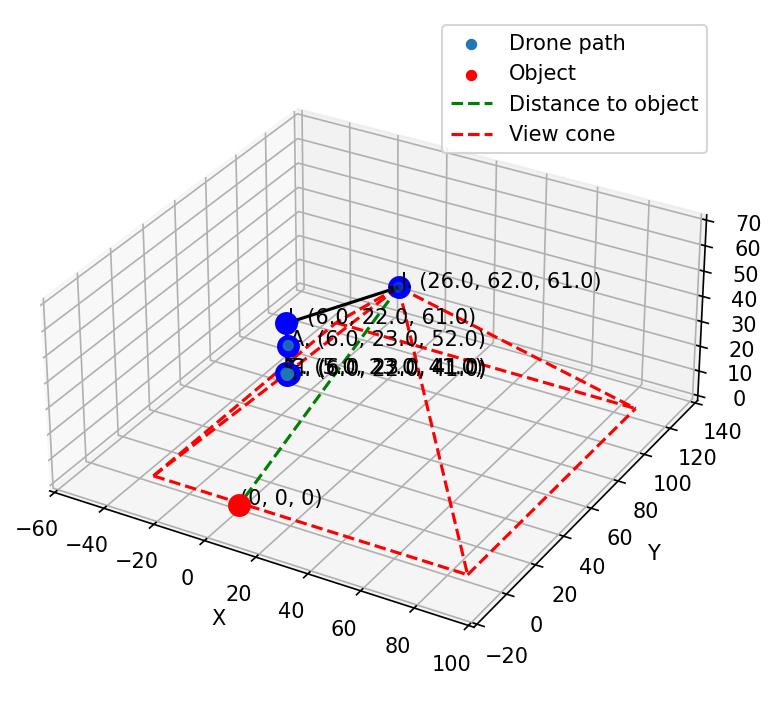 Drone path
Object
Distance to object
View cone
70
60
50
40
30
20
10
0
(26.0, 62.0, 61.0)
(6.0, 22.0, 61.0)
A. (6.0, 23.0, 52.0)
(0, 0, 0)
140
120
100
80
60
40
20
0
−20
Y
−60
−40
−20
0
20
40
60
80
100
X